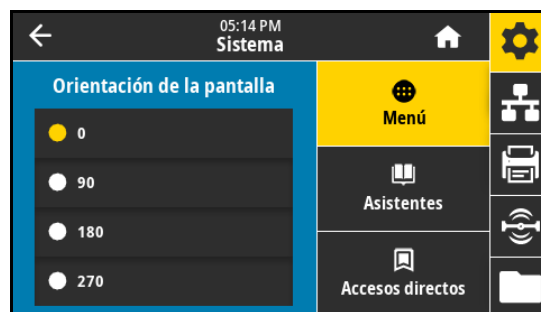 05:14 PM
Sistema
Orientación de la pantalla
0
90
180
270
Menú
Asistentes
Accesos directos